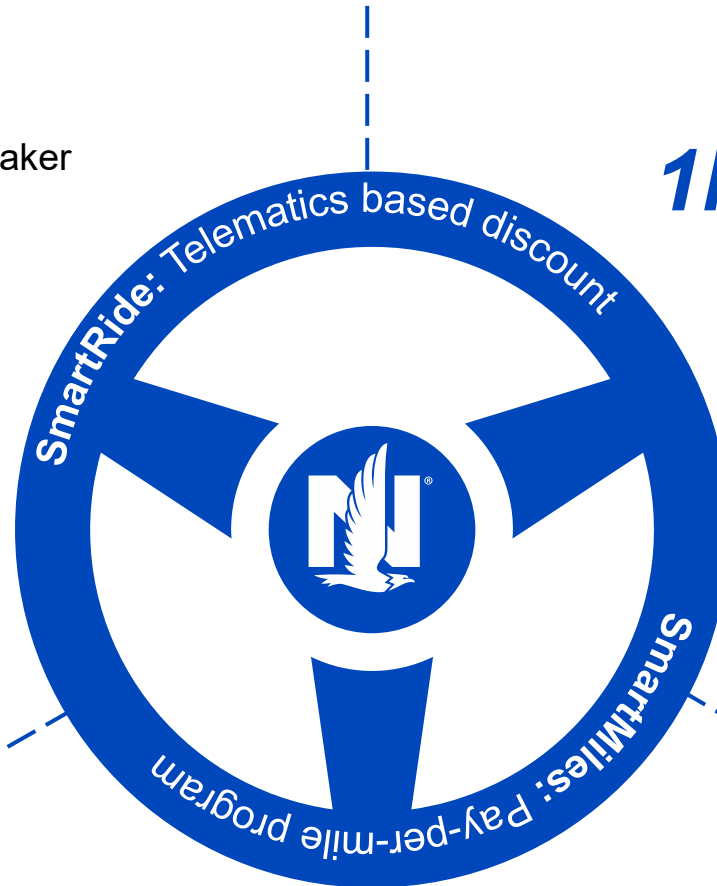 aker
SmartRide: Telematics based discount
N®
SmartMiles: Pay-per-mile program